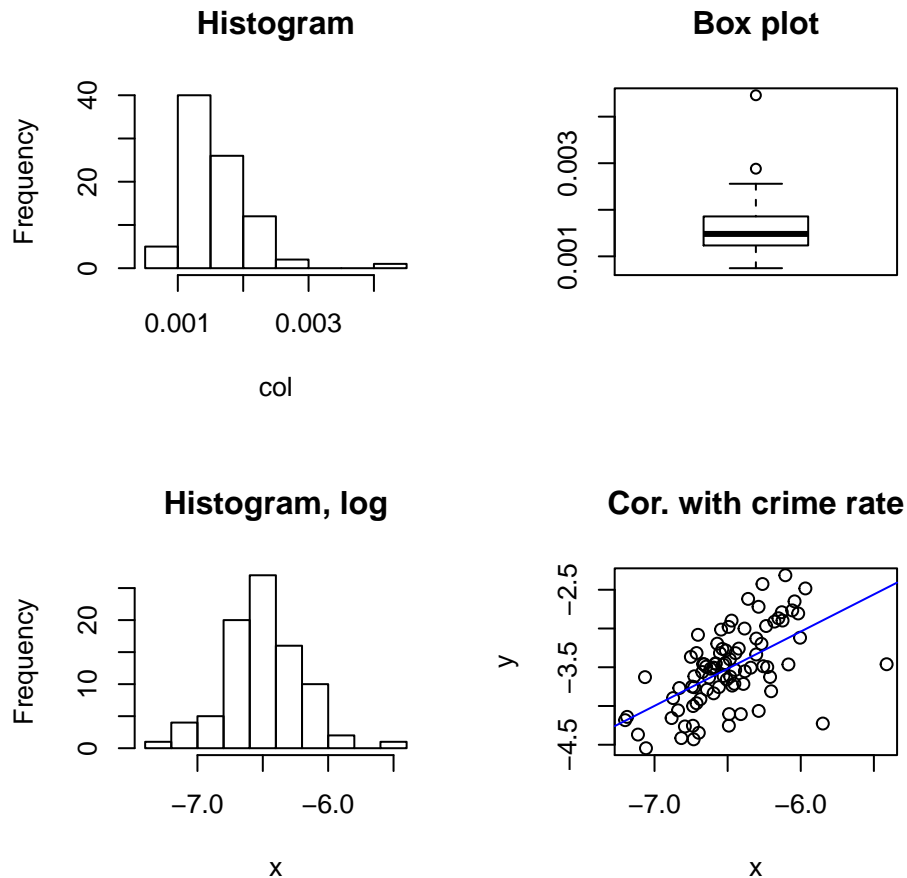 Histogram
Frequency
0 20 40
0.001 0.003
col
Box plot
0.001 0.003
Histogram, log
Frequency
0 10 20
−7.0 −6.0
x
Cor. with crime rate
y
−4.5 −3.5 −2.5
−7.0 −6.0
x